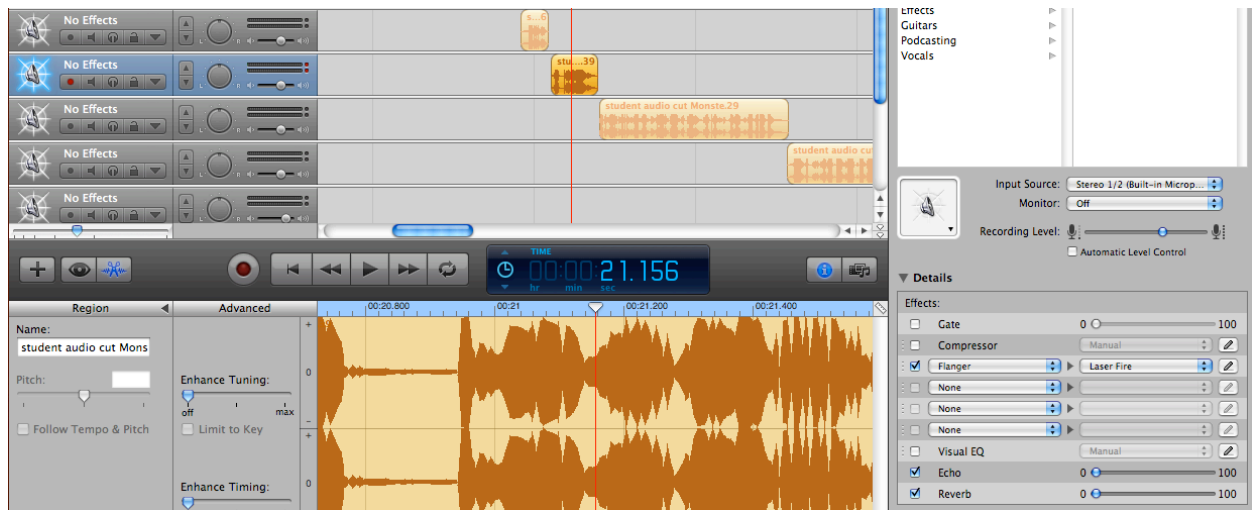 No Effects
s...6
No Effects
stu....39
No Effects
student audio cut Monste.29
No Effects
student audio cu
No Effects
L R
TIME
00:00:21.156
hr min sec
Region
Advanced
00:20.800 00:21 00:21.200 00:21.400
Name:
student audio cut Mons
Pitch:
Follow Tempo & Pitch
Enhance Tuning:
off max
Limit to Key
Enhance Timing:
+
0
-
+
0
Effects
Guitars
Podcasting
Vocals
Input Source: Stereo 1/2 (Built-in Microp...
Monitor: Off
Recording Level:
Automatic Level Control
Details
Effects:
Gate 0 100
Compressor Manual
Flanger Laser Fire
None
None
None
Visual EQ Manual
Echo 0 100
Reverb 0 100